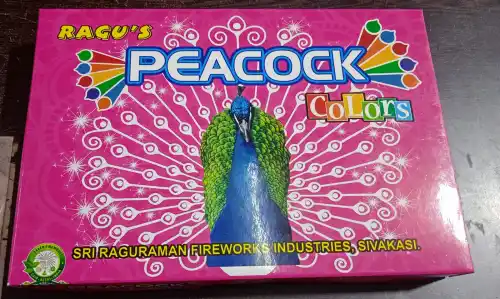 RAGU'S
PEACOCK
CoLors
SRI RAGURAMAN FIREWORKS INDUSTRIES, SIVAKASI.